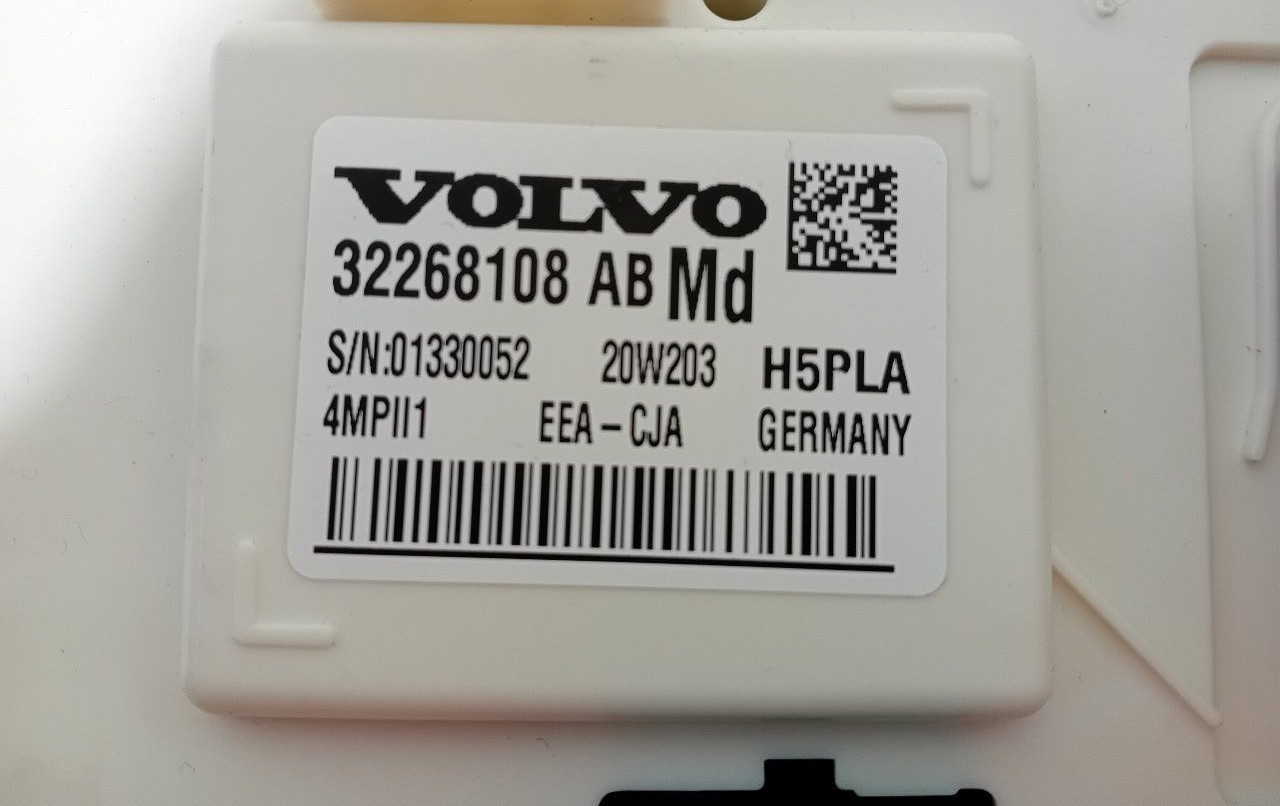 VOLVO
32268108 AB Md
S/N:01330052 20W203 H5PLA
4MPII1 EEA-CJA GERMANY